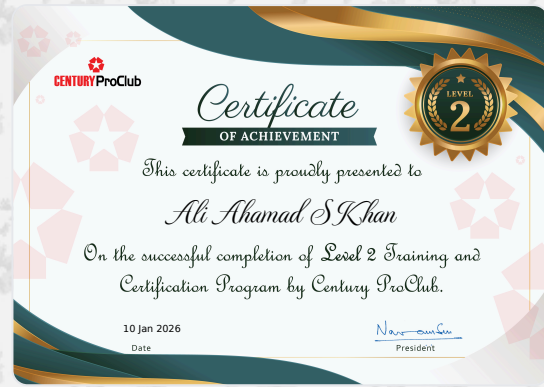 CENTURY ProClub
Certificate
OF ACHIEVEMENT
LEVEL
2
This certificate is proudly presented to
Ali Ahamad S Khan
On the successful completion of Level 2 Training and
Certification Program by Century ProClub.
10 Jan 2026
Date
President